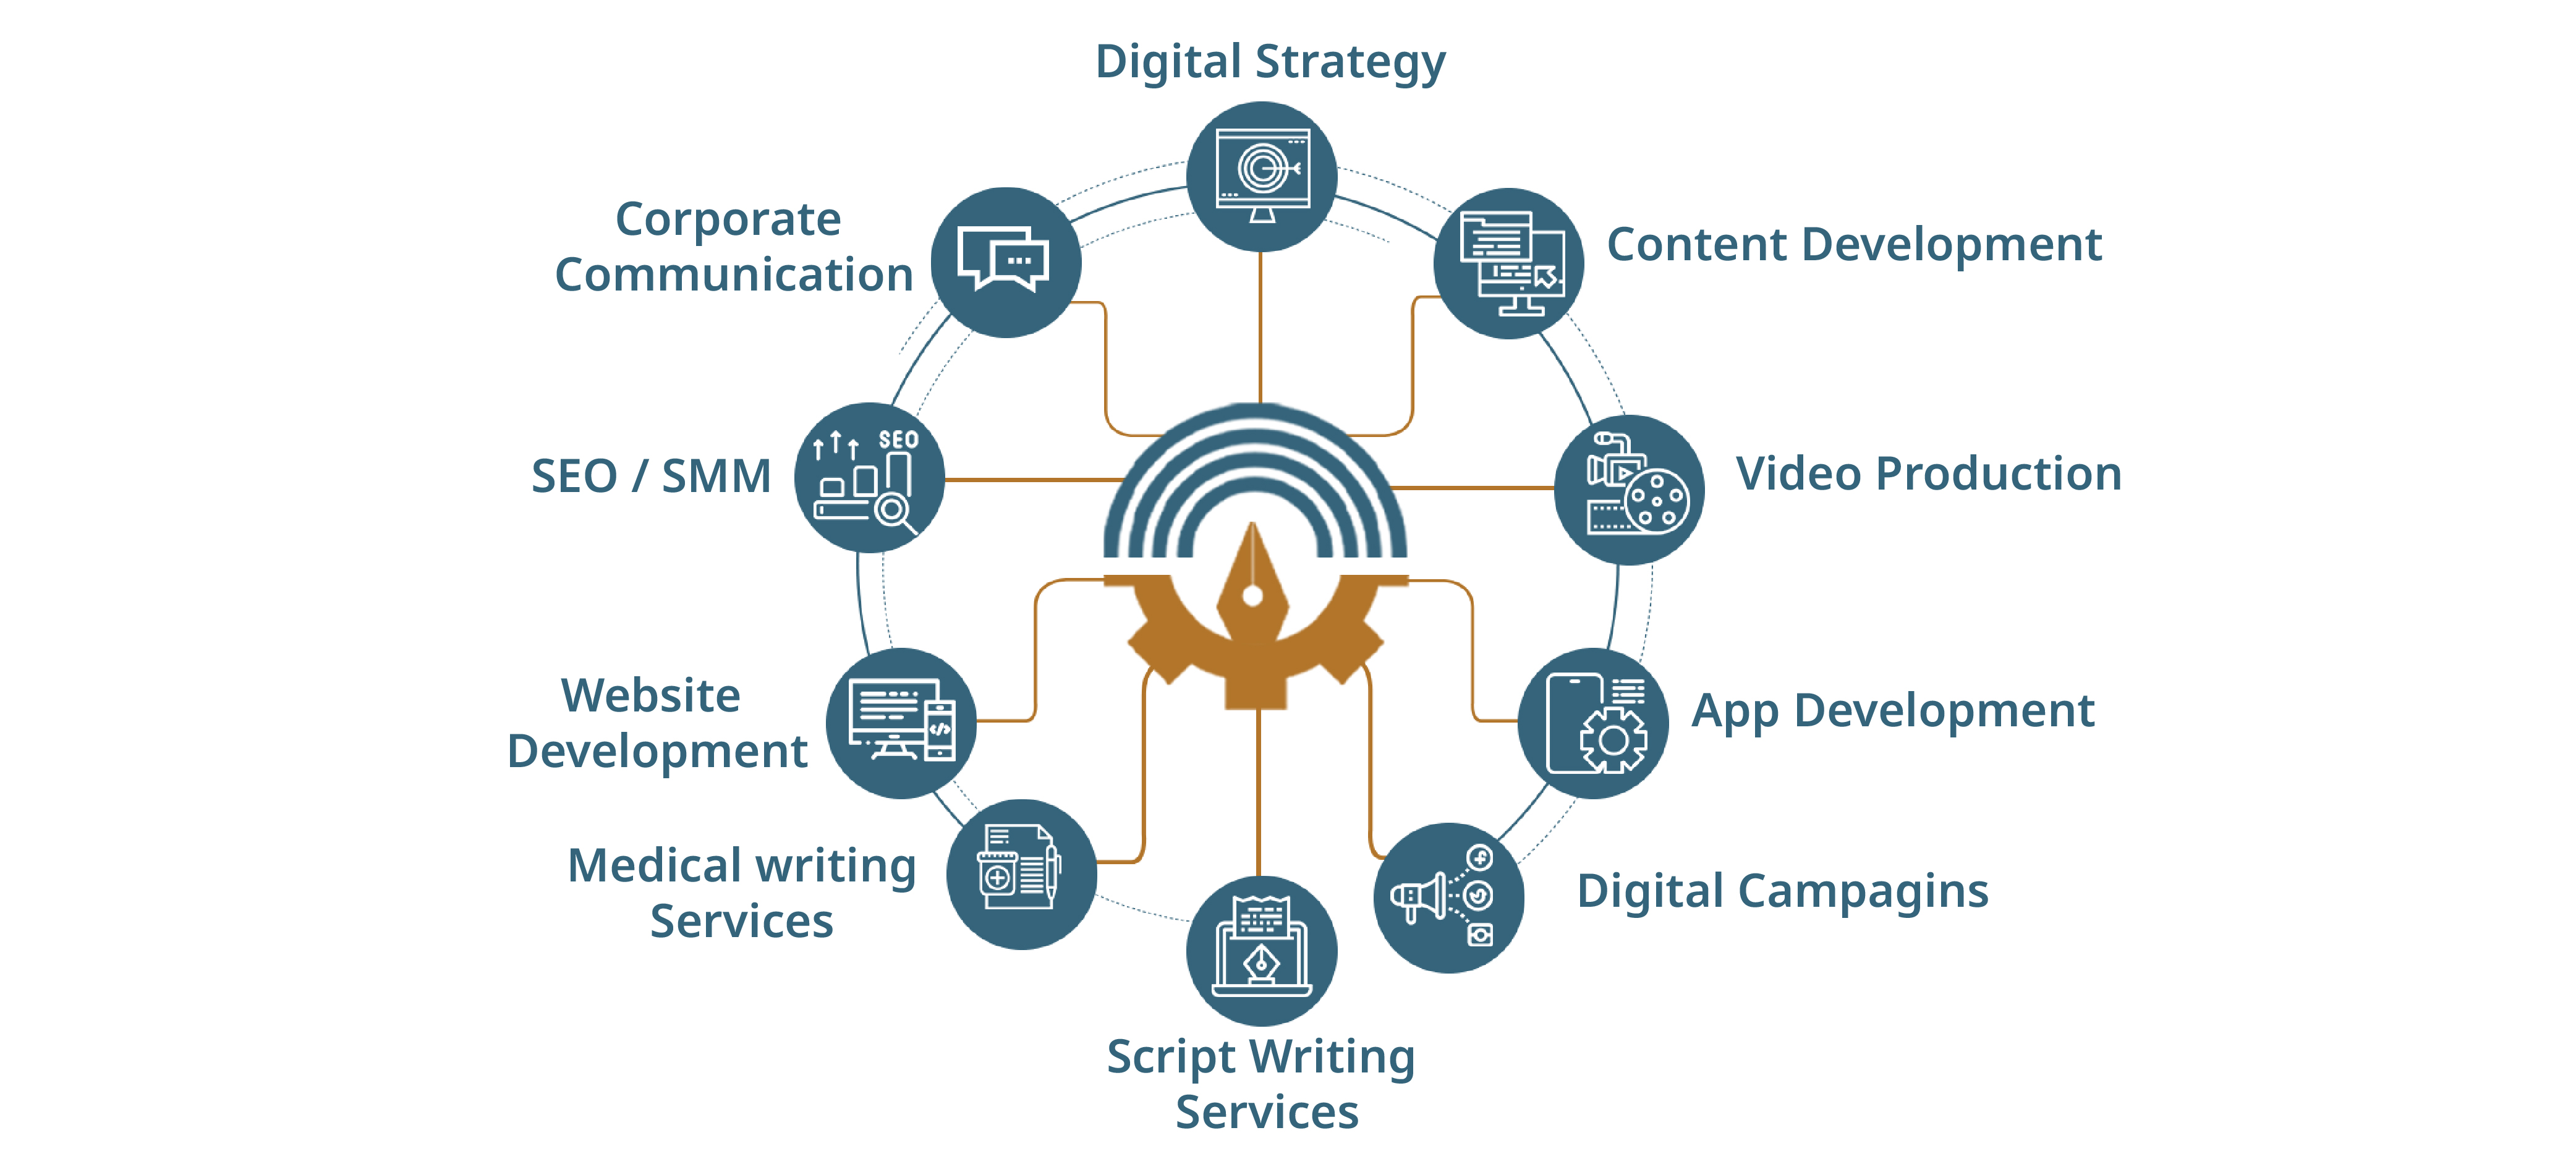 Digital Strategy
Corporate
Communication
Content Development
SEO
SEO / SMM
Video Production
Website
Development
</>
App Development
Medical writing
Services
Digital Campagins
Script Writing
Services